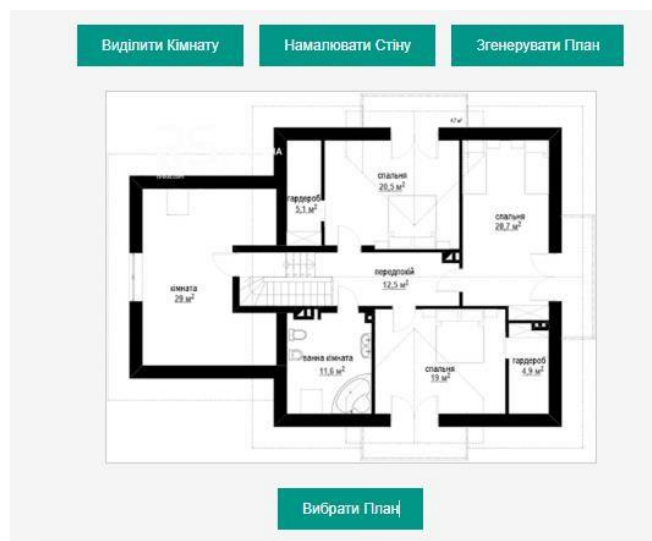 Виділити Кімнату
Намалювати Стіну
Згенерувати План
спальня
20,5 м²
гардероб
5,1 м²
спальня
20,7 м²
передпокій
12,5 м²
кімната
29 м²
ванна кімната
11,6 м²
спальня
19 м²
гардероб
4,9 м²
Вибрати План